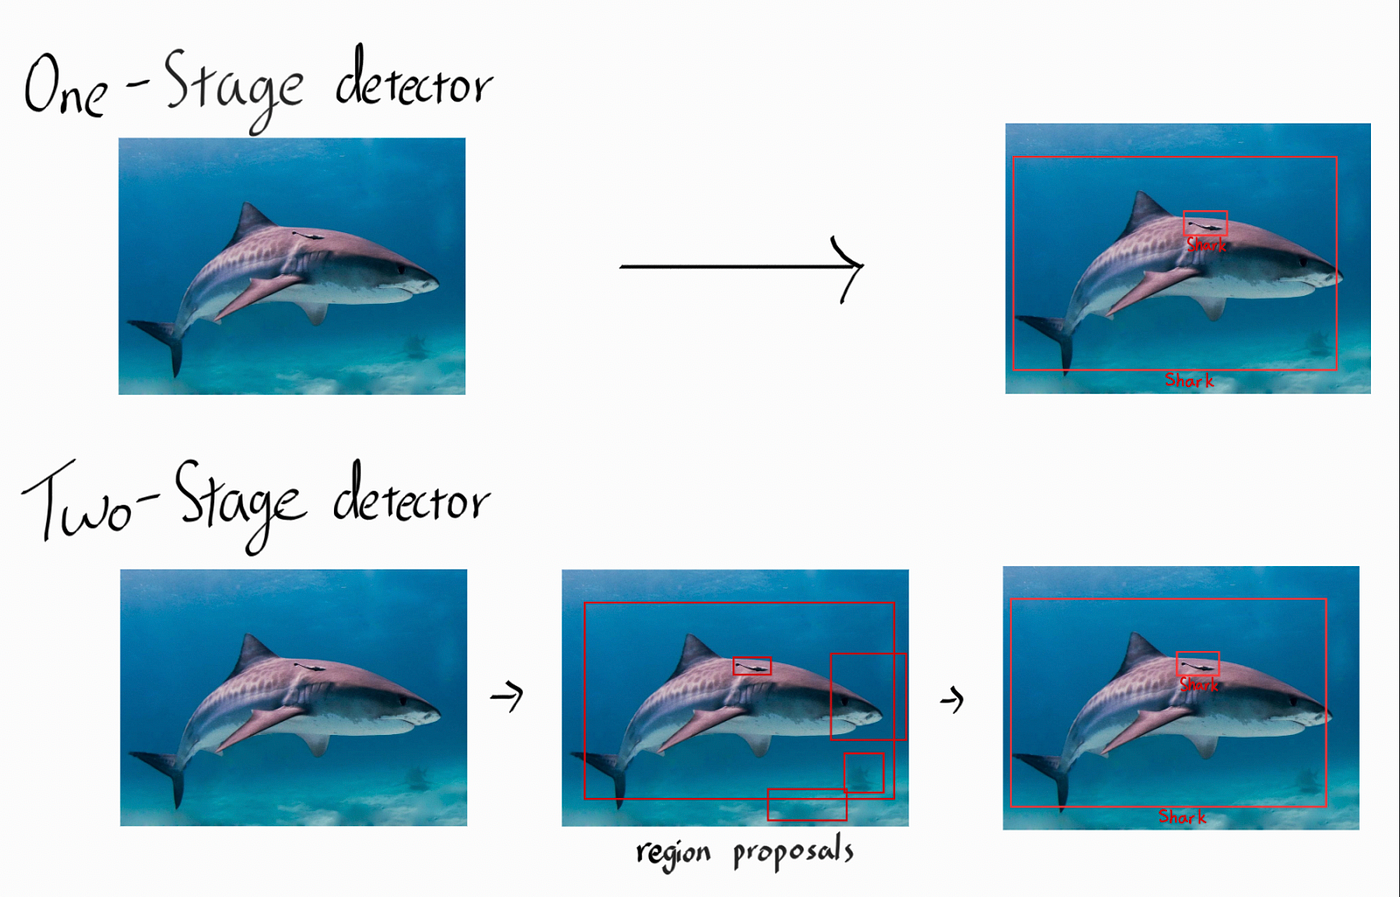 One-Stage detector
Shark
Shark
Two-Stage detector
Shark
Shark
region proposals